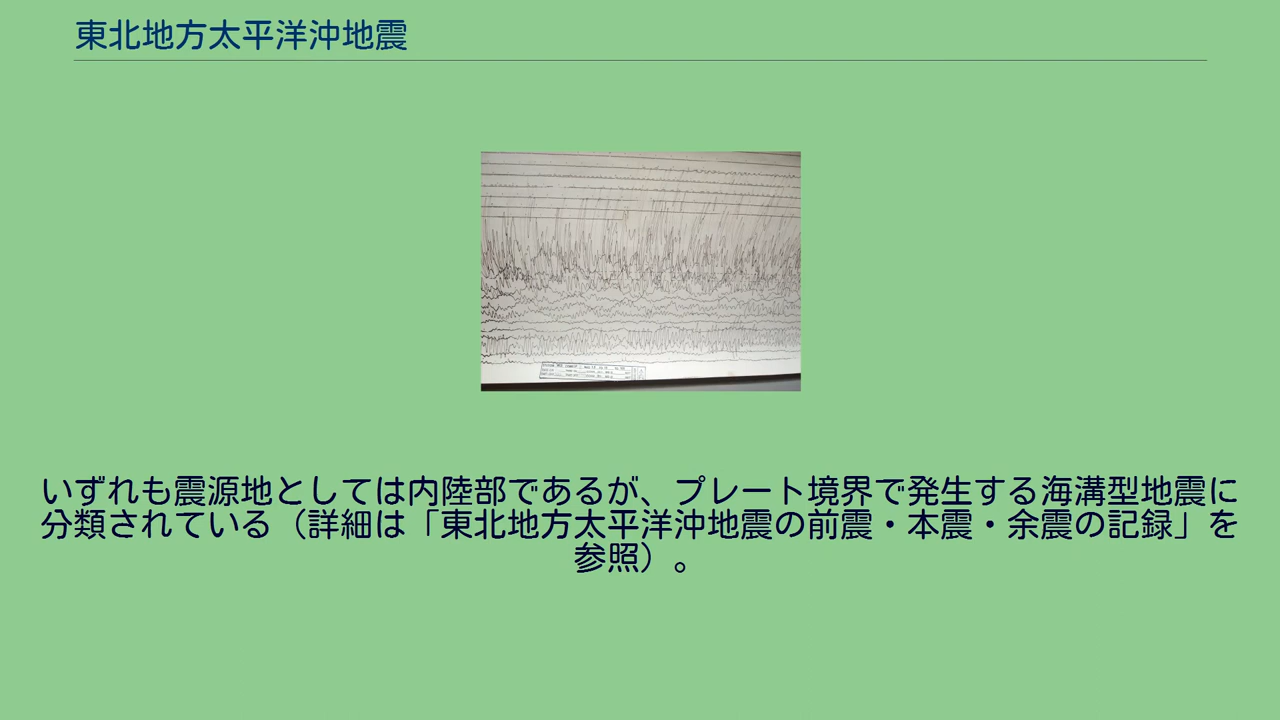 東北地方太平洋沖地震
いずれも震源地としては内陸部であるが、プレート境界で発生する海溝型地震に
分類されている（詳細は「東北地方太平洋沖地震の前震・本震・余震の記録」を
参照）。